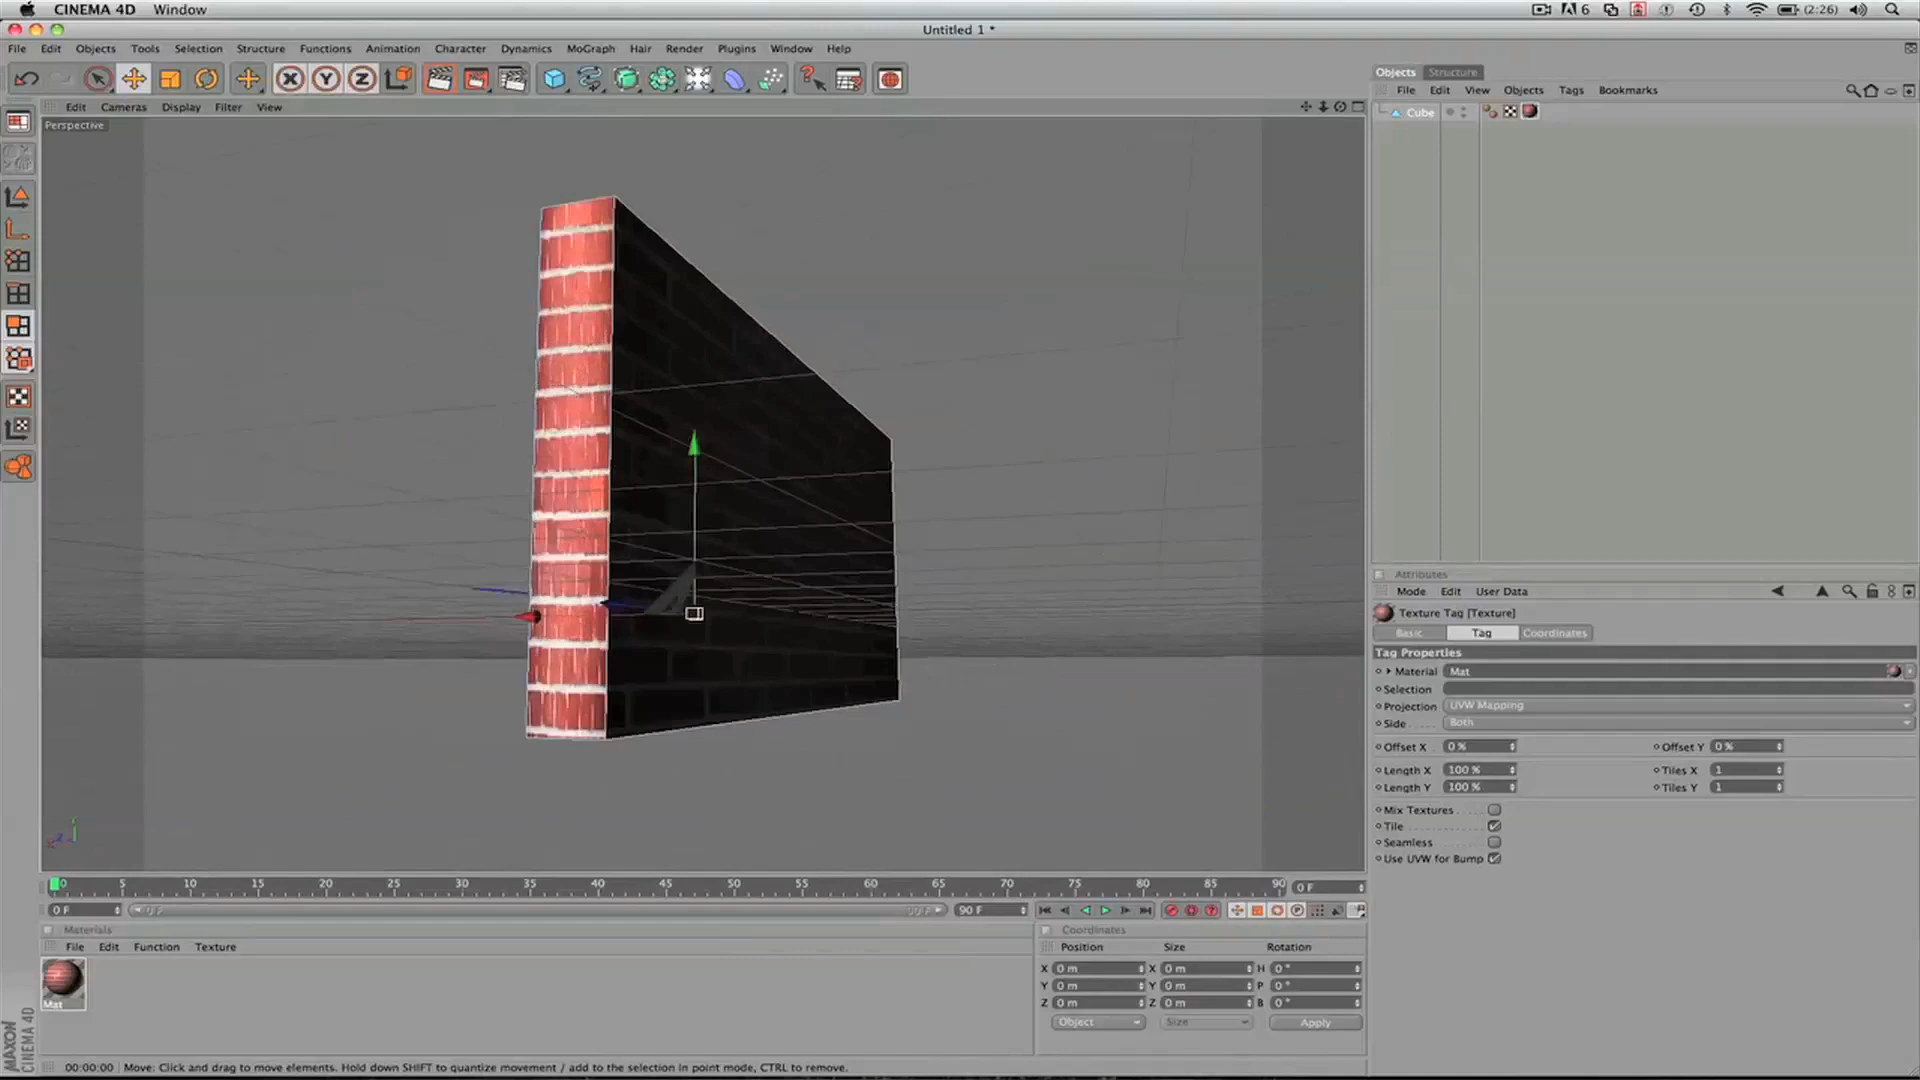 CINEMA 4D Window
6 (2:26)
Untitled 1 *
File Edit Objects Tools Selection Structure Functions Animation Character Dynamics MoGraph Hair Render Plugins Window Help
X Y Z
Objects Structure
File Edit View Objects Tags Bookmarks
Cube
Edit Cameras Display Filter View
Perspective
Attributes
Mode Edit User Data
Texture Tag [Texture]
Basic Tag Coordinates
Tag Properties
Material Mat
Selection
Projection UVW Mapping
Side Both
Offset X 0 % Offset Y 0 %
Length X 100 % Tiles X 1
Length Y 100 % Tiles Y 1
Mix Textures
Tile
Seamless
Use UVW for Bump
0 5 10 15 20 25 30 35 40 45 50 55 60 65 70 75 80 85 90 0 F
0 F 0 F 90 F 90 F
Materials
File Edit Function Texture
Mat
Coordinates
Position Size Rotation
X 0 m X 0 m H 0 °
Y 0 m Y 0 m P 0 °
Z 0 m Z 0 m B 0 °
Object Size Apply
MAXON
CINEMA 4D
00:00:00 Move: Click and drag to move elements. Hold down SHIFT to quantize movement / add to the selection in point mode, CTRL to remove.